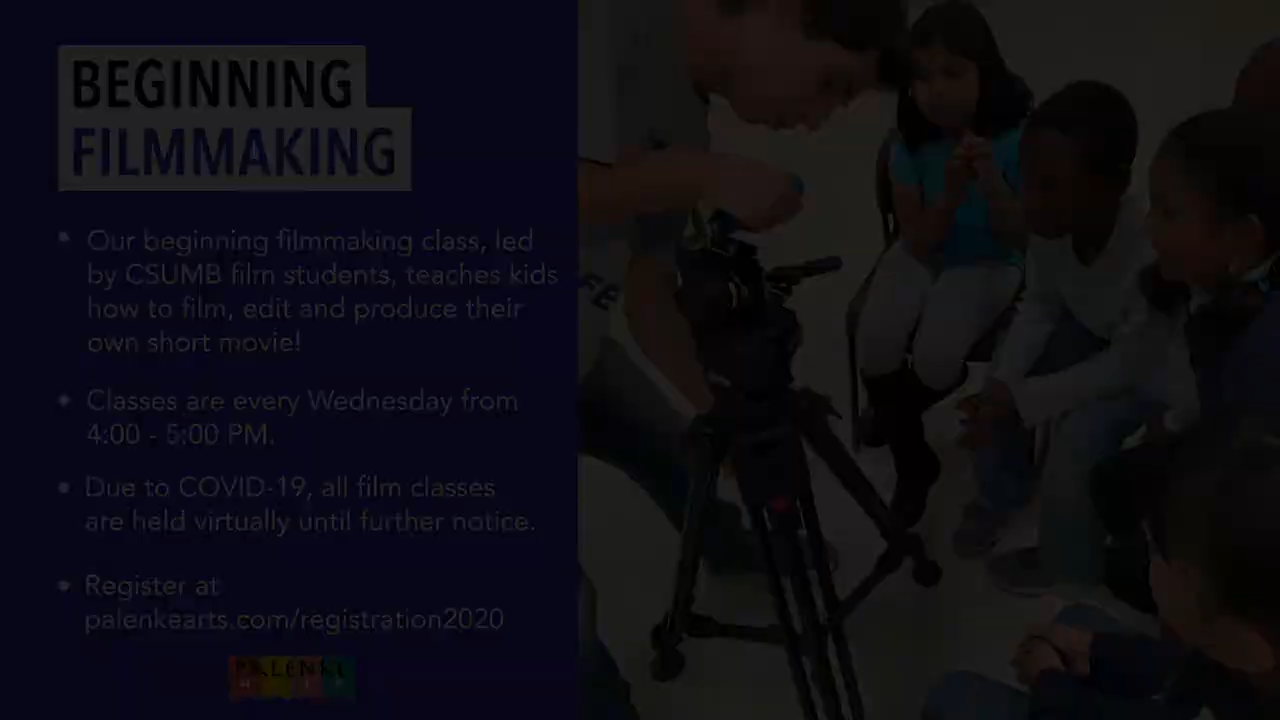 BEGINNING
FILMMAKING
• Our beginning filmmaking class, led
by CSUMB film students, teaches kids
how to film, edit and produce their
own short movie!
• Classes are every Wednesday from
4:00 - 5:00 PM.
• Due to COVID-19, all film classes
are held virtually until further notice.
• Register at
palenkearts.com/registration2020
PALENKE